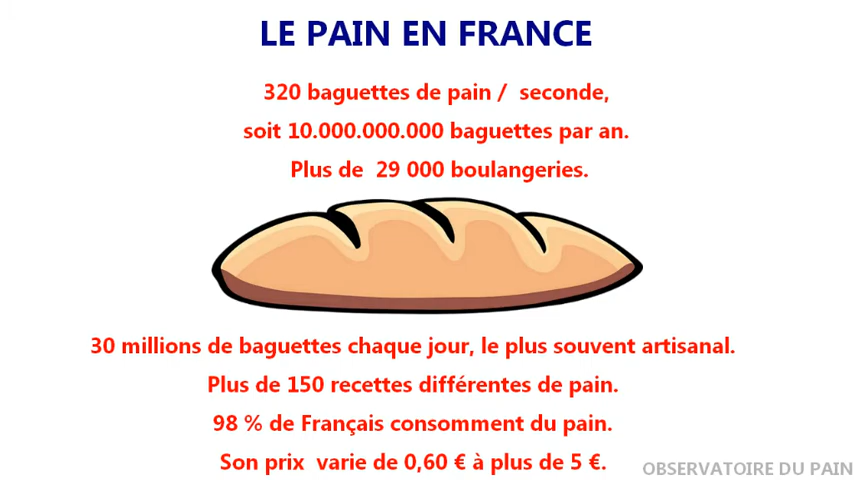 LE PAIN EN FRANCE
320 baguettes de pain / seconde,
soit 10.000.000.000 baguettes par an.
Plus de 29 000 boulangeries.
30 millions de baguettes chaque jour, le plus souvent artisanal.
Plus de 150 recettes différentes de pain.
98 % de Français consomment du pain.
Son prix varie de 0,60 € à plus de 5 €.
OBSERVATOIRE DU PAIN